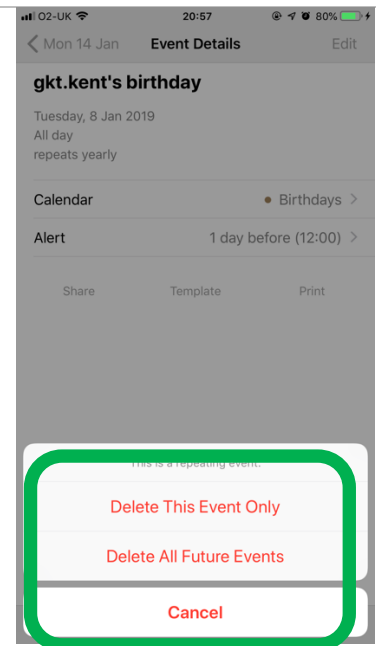 O2-UK 20:57 80%
Mon 14 Jan Event Details Edit
gkt.kent's birthday
Tuesday, 8 Jan 2019
All day
repeats yearly
Calendar Birthdays
Alert 1 day before (12:00)
Share Template Print
This is a repeating event.
Delete This Event Only
Delete All Future Events
Cancel